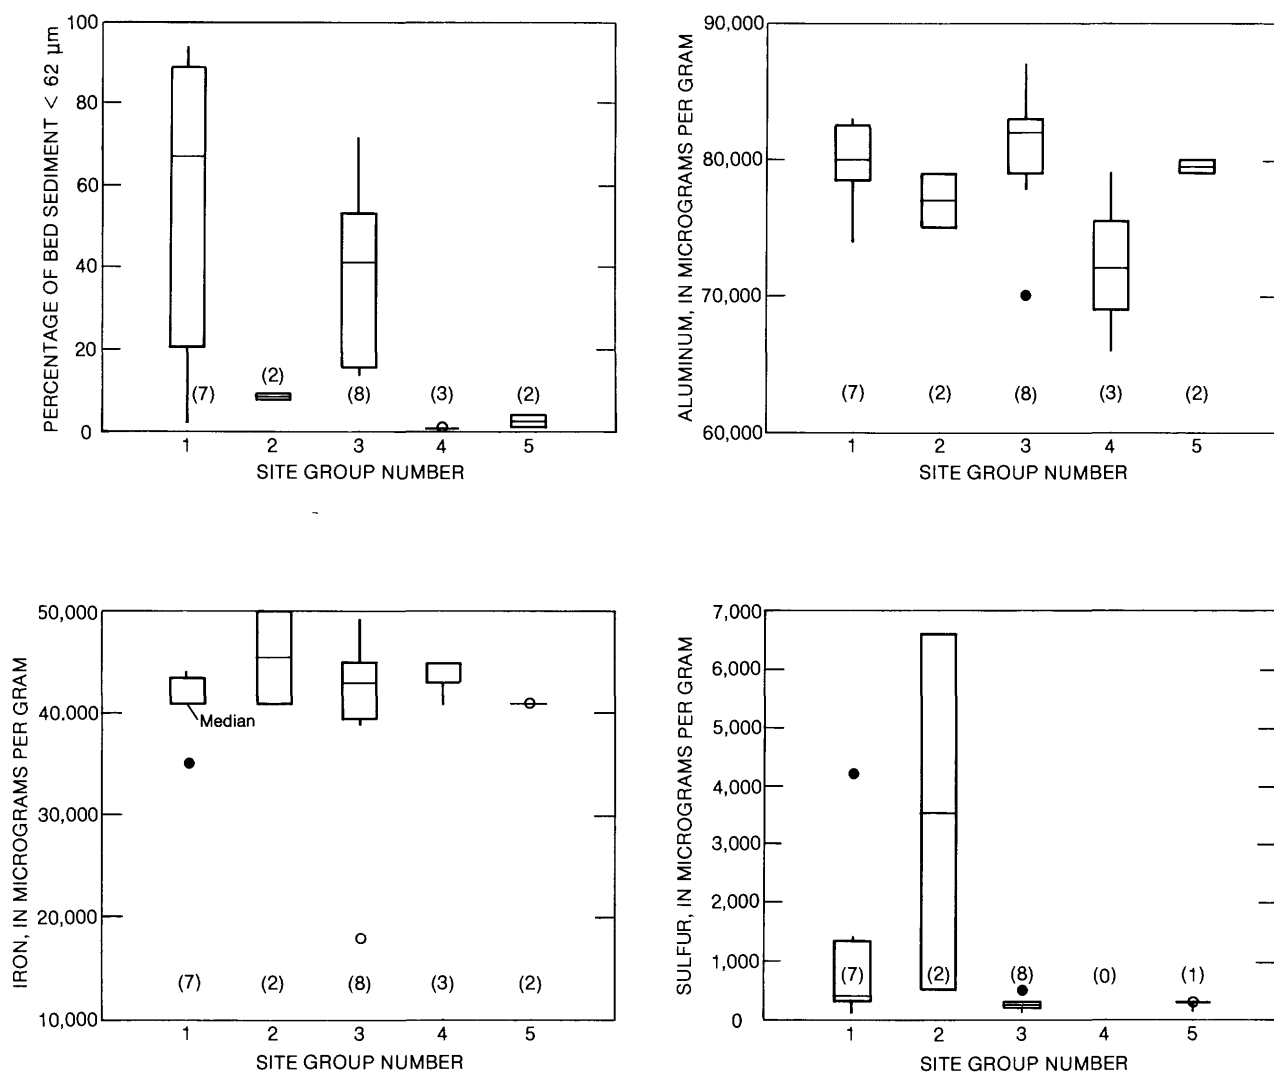 PERCENTAGE OF BED SEDIMENT < 62 µm
100
80
60
40
20
0
(7)
(2)
(8)
(3)
(2)
1 2 3 4 5
SITE GROUP NUMBER
ALUMINUM, IN MICROGRAMS PER GRAM
90,000
80,000
70,000
60,000
(7) (2) (8) (3) (2)
1 2 3 4 5
SITE GROUP NUMBER
IRON, IN MICROGRAMS PER GRAM
50,000
40.000
30,000
20,000
10,000
Median
(7) (2) (8) (3) (2)
1 2 3 4 5
SITE GROUP NUMBER
SULFUR, IN MICROGRAMS PER GRAM
7,000
6,000
5,000
4,000
3,000
2,000
1,000
0
(7) (2) (8) (0) (1)
1 2 3 4 5
SITE GROUP NUMBER